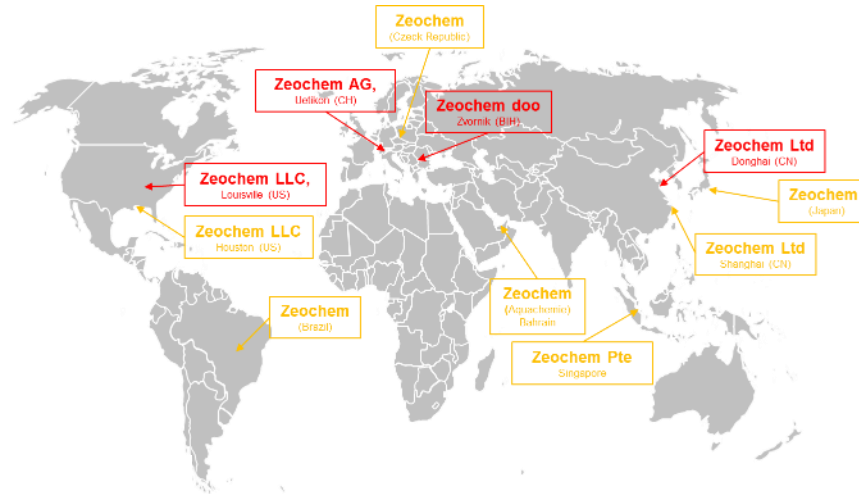 Zeochem
(Czeck Republic)
Zeochem AG,
Uetikon (CH)
Zeochem doo
Zvornik (BIH)
Zeochem Ltd
Donghai (CN)
Zeochem LLC,
Louisville (US)
Zeochem
(Japan)
Zeochem LLC
Houston (US)
Zeochem Ltd
Shanghai (CN)
Zeochem
(Aquachemie)
Bahrain
Zeochem
(Brazil)
Zeochem Pte
Singapore